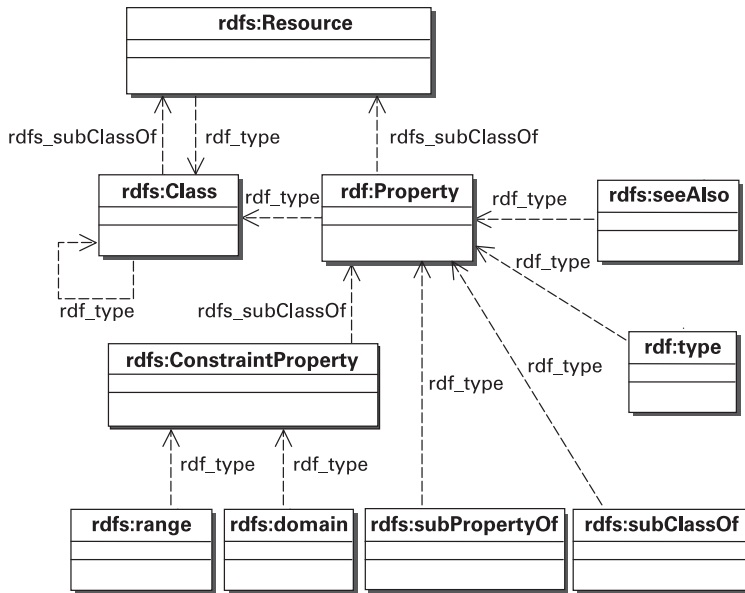 rdfs:Resource
rdfs_subClassOf
rdf_type
rdfs_subClassOf
rdfs:Class
rdf_type
rdf:Property
rdf_type
rdfs:seeAlso
rdf_type
rdf_type
rdfs_subClassOf
rdf:type
rdfs:ConstraintProperty
rdf_type
rdf_type
rdf_type
rdf_type
rdfs:range
rdfs:domain
rdfs:subPropertyOf
rdfs:subClassOf